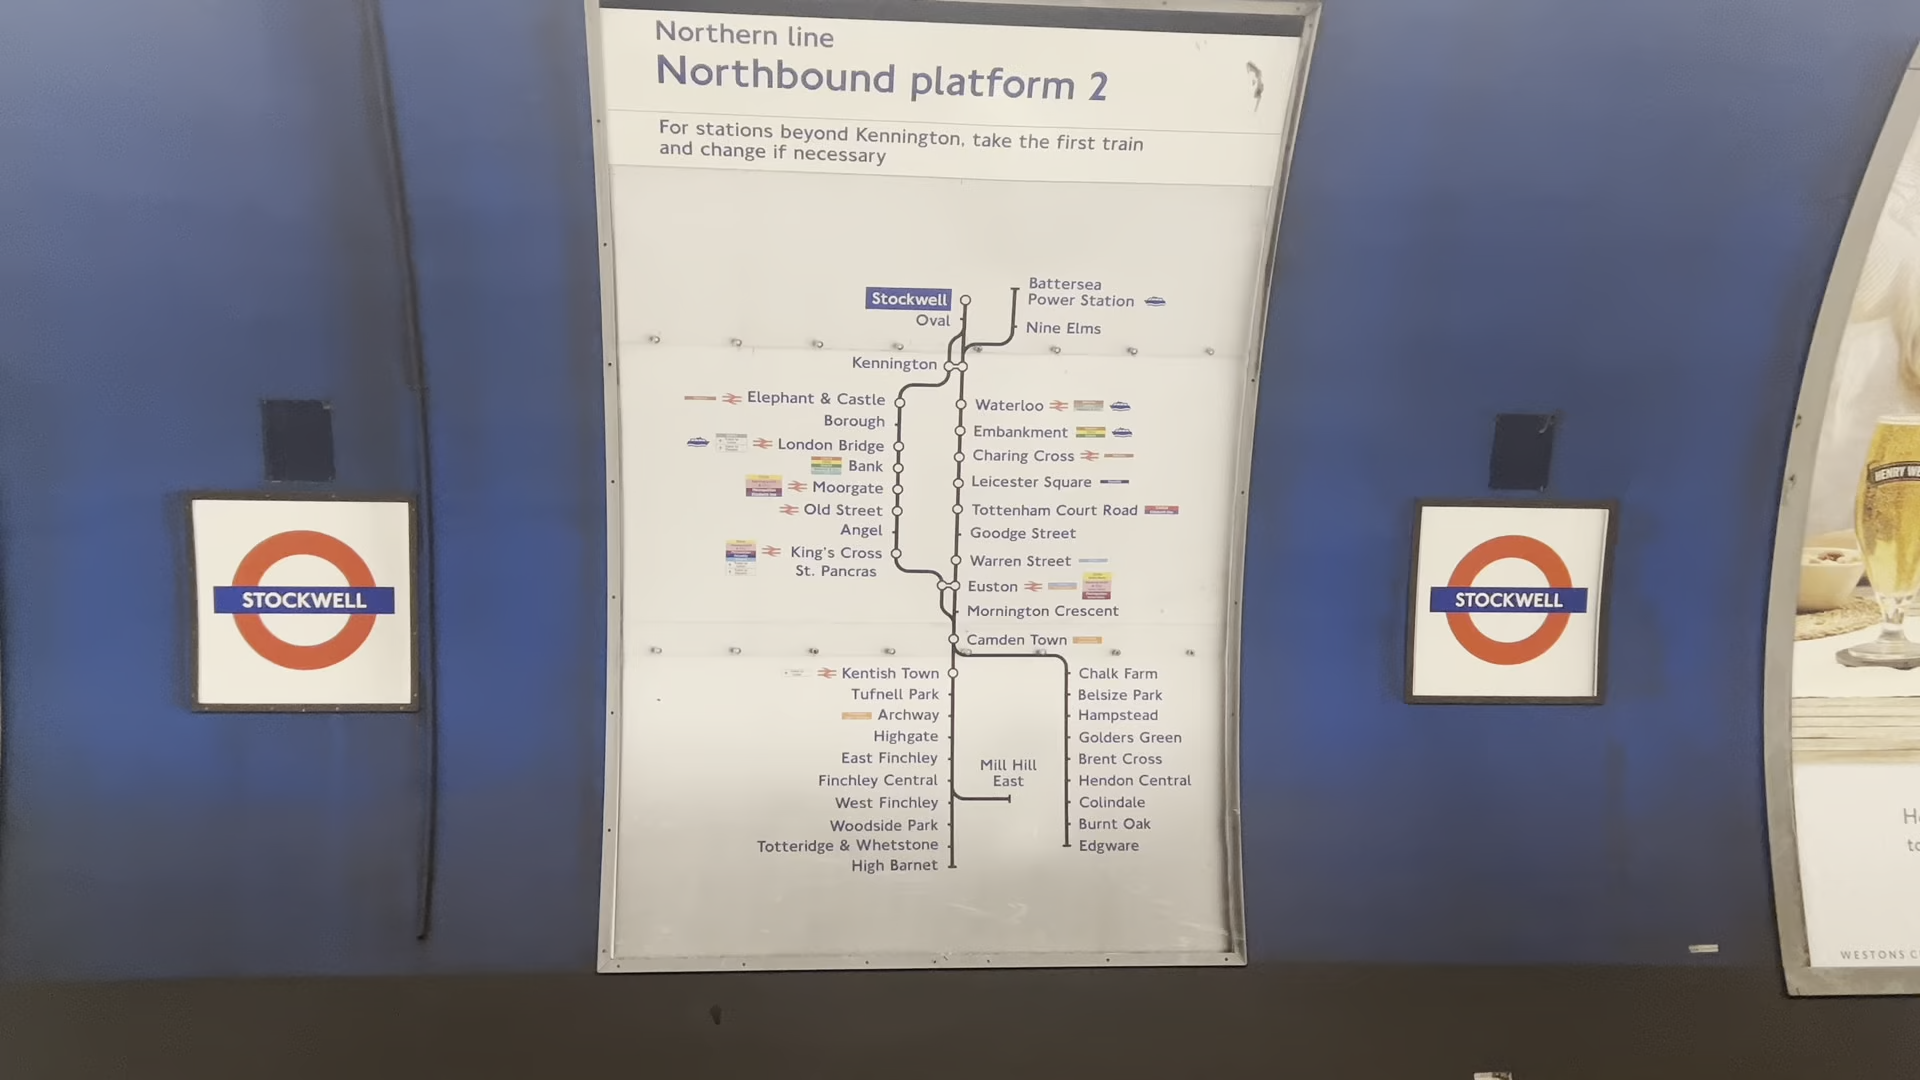 Northern line
Northbound platform 2
For stations beyond Kennington, take the first train
and change if necessary
Stockwell
Oval
Battersea
Power Station
Nine Elms
Kennington
Elephant & Castle
Borough
London Bridge
Bank
Moorgate
Old Street
Angel
King's Cross
St. Pancras
Waterloo
Embankment
Charing Cross
Leicester Square
Tottenham Court Road
Goodge Street
Warren Street
Euston
Mornington Crescent
Camden Town
Kentish Town
Tufnell Park
Archway
Highgate
East Finchley
Finchley Central
West Finchley
Woodside Park
Totteridge & Whetstone
High Barnet
Mill Hill
East
Chalk Farm
Belsize Park
Hampstead
Golders Green
Brent Cross
Hendon Central
Colindale
Burnt Oak
Edgware
STOCKWELL
STOCKWELL
HENRY
WESTONS